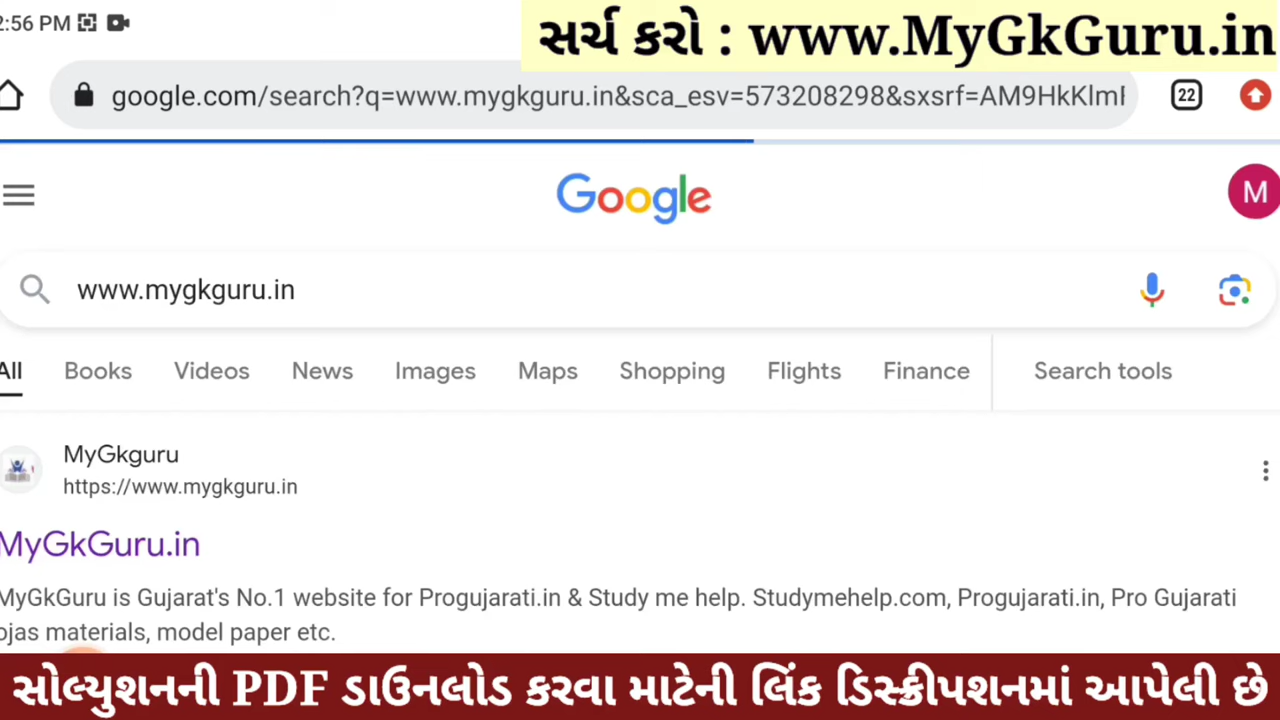 2:56 PM
સર્ચ કરો : www.MyGkGuru.in
google.com/search?q=www.mygkguru.in&sca_esv=573208298&sxsrf=AM9HkKlm
22
Google
M
www.mygkguru.in
All Books Videos News Images Maps Shopping Flights Finance Search tools
MyGkguru
https://www.mygkguru.in
MyGkGuru.in
MyGkGuru is Gujarat's No.1 website for Progujarati.in & Study me help. Studymehelp.com, Progujarati.in, Pro Gujarati
ojas materials, model paper etc.
સોલ્યુશનની PDF ડાઉનલોડ કરવા માટેની લિંક ડિસ્ક્રીપશનમાં આપેલી છે